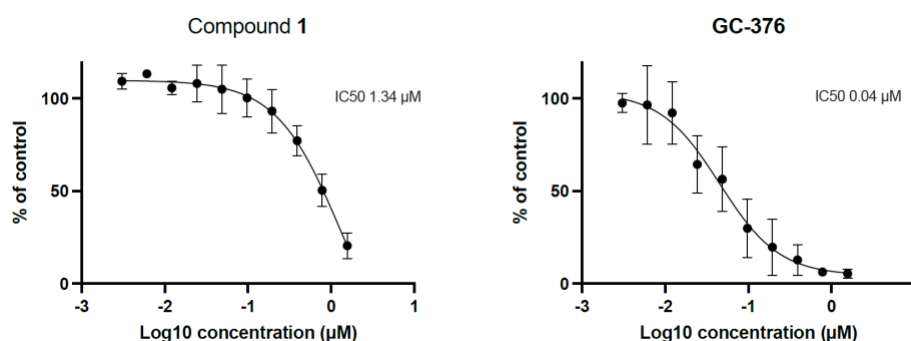 Compound 1
% of control
100
50
0
IC50 1.34 µM
-3 -2 -1 0 1
Log10 concentration (µM)
GC-376
% of control
100
50
0
IC50 0.04 µM
-3 -2 -1 0
Log10 concentration (µM)